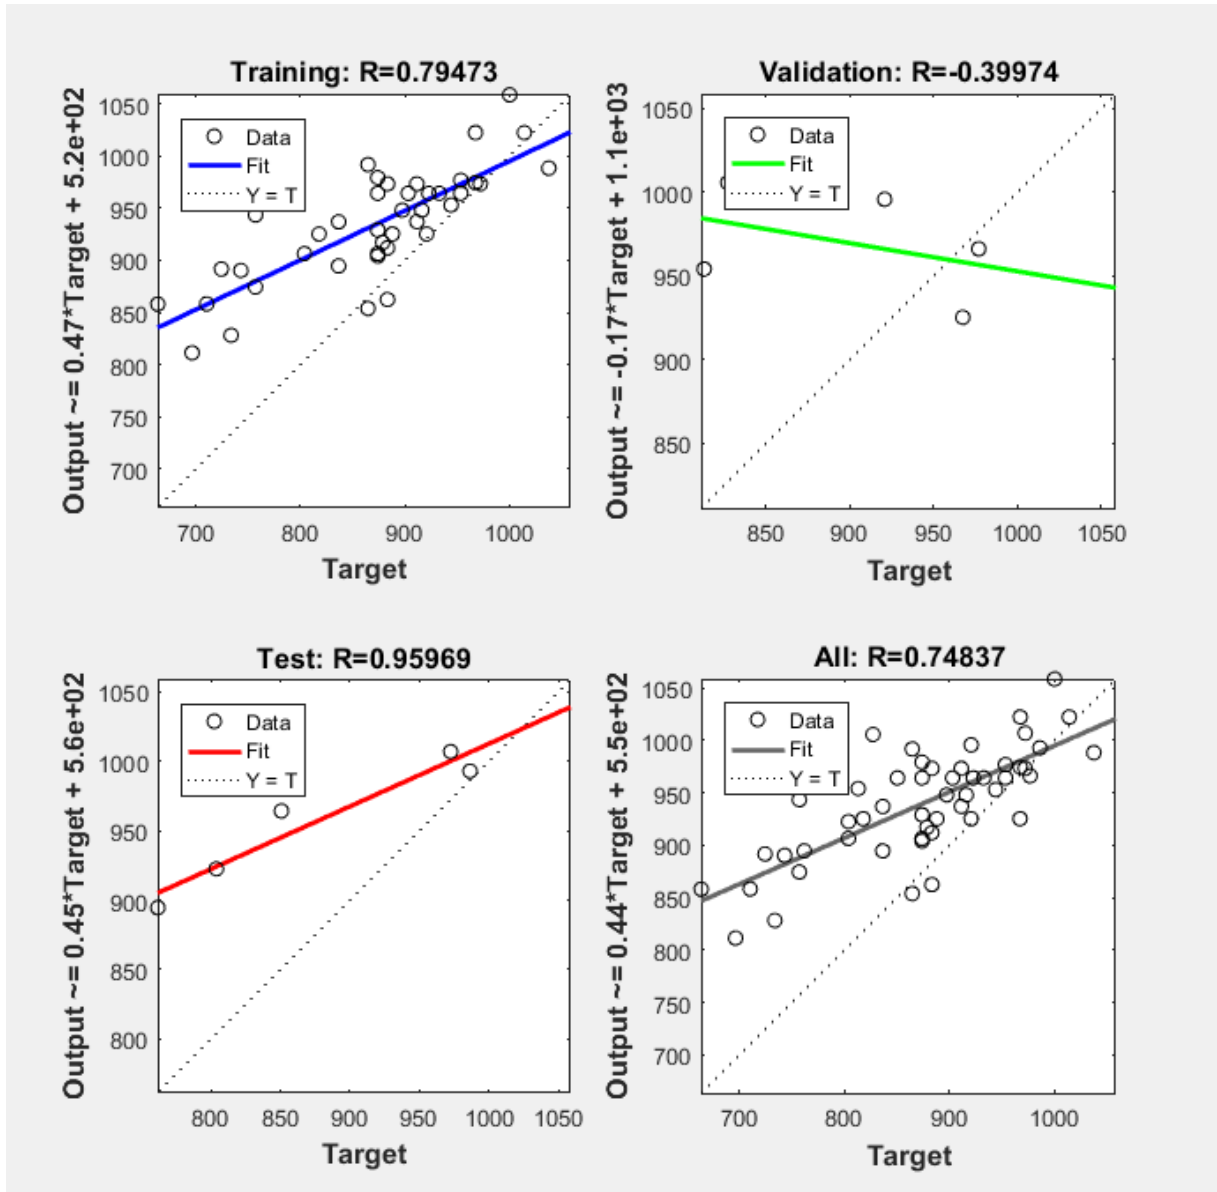 Training: R=0.79473
Output ~= 0.47*Target + 5.2e+02
1050
1000
950
900
850
800
750
700
Data
Fit
Y = T
700
800
900
1000
Target
Validation: R=-0.39974
Output ~= -0.17*Target + 1.1e+03
1050
1000
950
900
850
Data
Fit
Y = T
850
900
950
1000
1050
Target
Test: R=0.95969
Output ~= 0.45*Target + 5.6e+02
1050
1000
950
900
850
800
Data
Fit
Y = T
800
850
900
950
1000
1050
Target
All: R=0.74837
Output ~= 0.44*Target + 5.5e+02
1050
1000
950
900
850
800
750
700
Data
Fit
Y = T
700
800
900
1000
Target